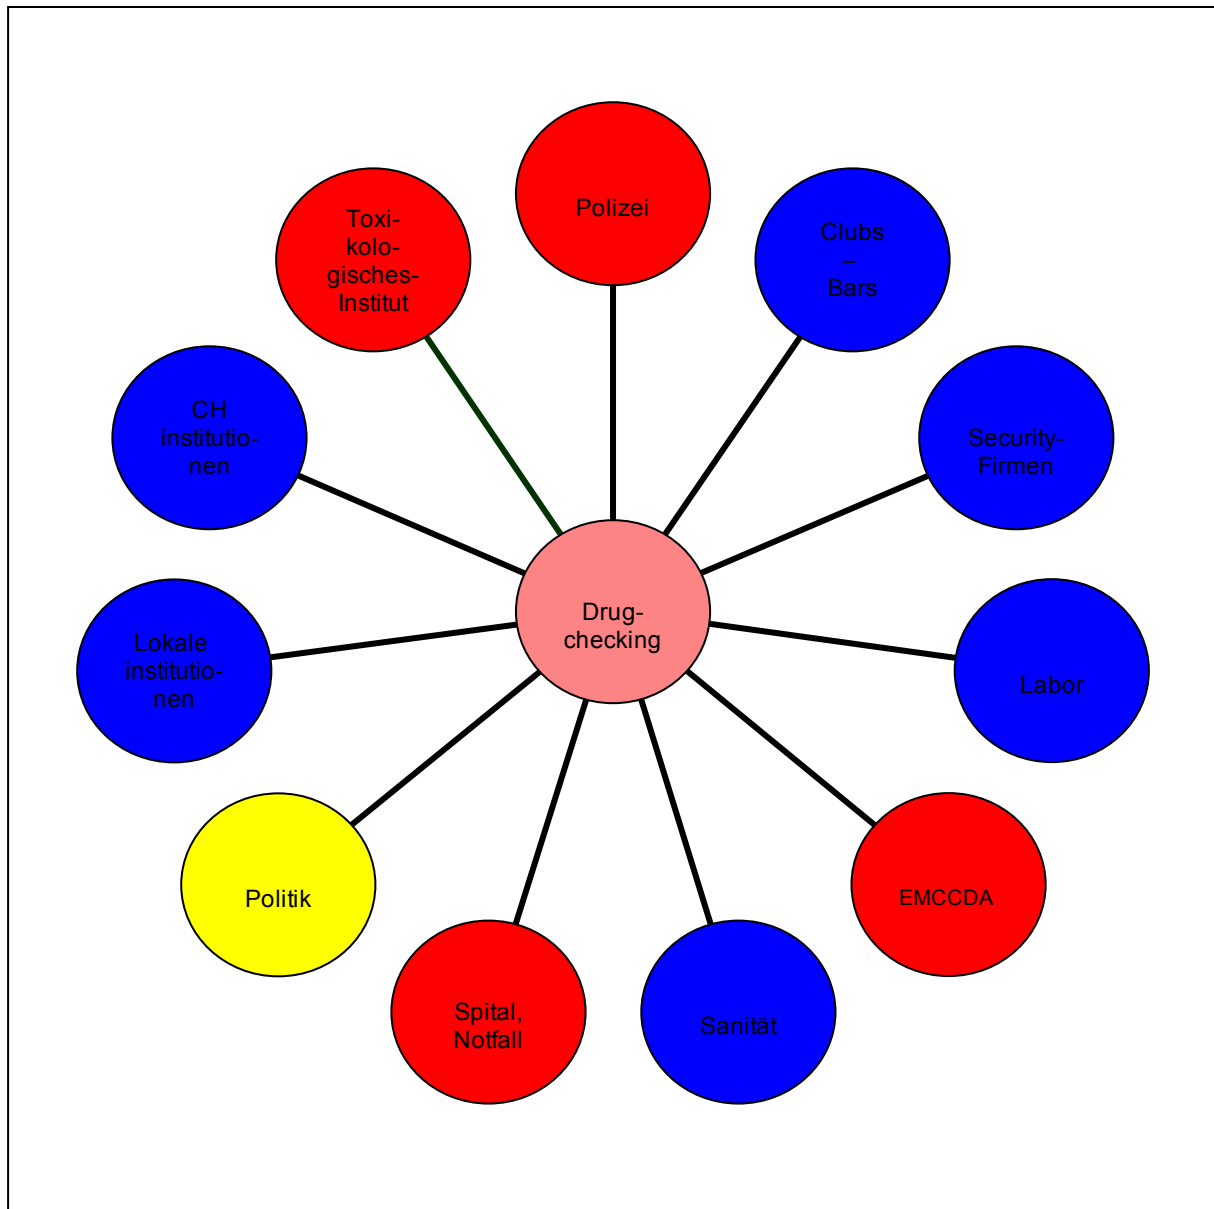 Polizei
Toxi-
kolo-
gisches-
Institut
Clubs
–
Bars
CH
institutio-
nen
Security-
Firmen
Drug-
checking
Lokale
institutio-
nen
Labor
Politik
EMCCDA
Spital,
Notfall
Sanität